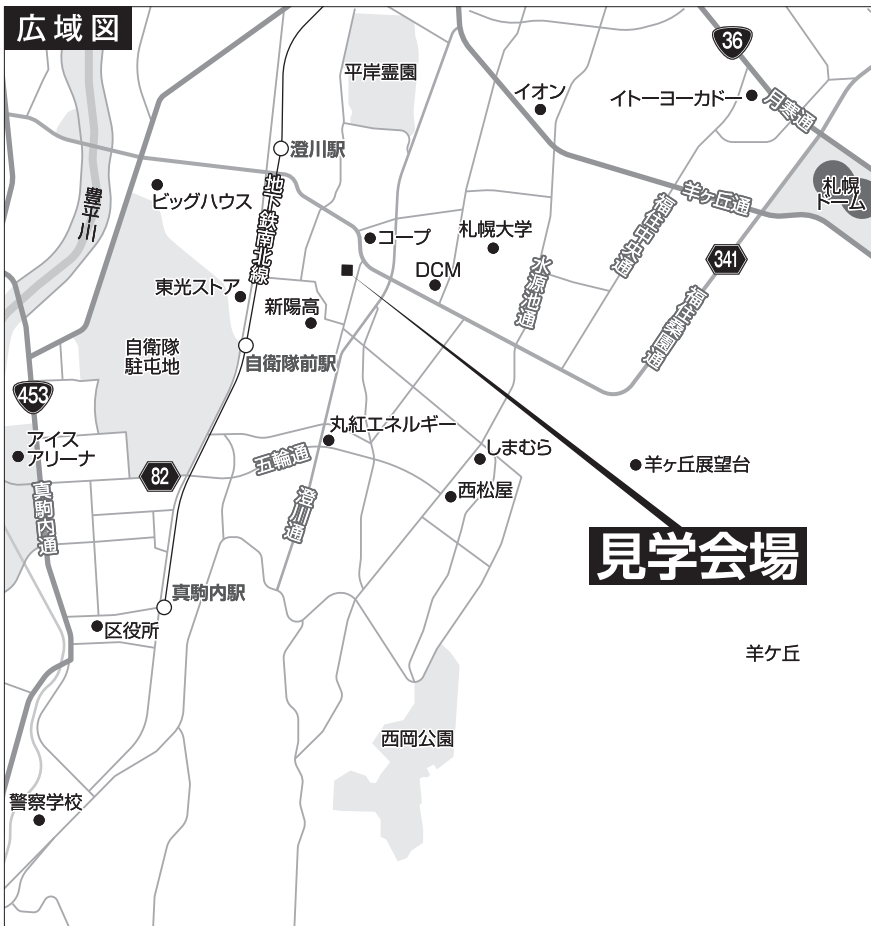 広域図
36
平岸霊園
イオン
イトーヨーカドー
月寒通
澄川駅
札幌
ドーム
羊ヶ丘通
地下鉄南北線
ビッグハウス
豊平川
福住中央通
コープ
札幌大学
341
水源池通
DCM
東光ストア
新陽高
福住桑園通
自衛隊
駐屯地
自衛隊前駅
453
丸紅エネルギー
アイス
アリーナ
しまむら
五輪通
羊ヶ丘展望台
82
西松屋
真駒内通
澄川通
見学会場
真駒内駅
区役所
羊ケ丘
西岡公園
警察学校